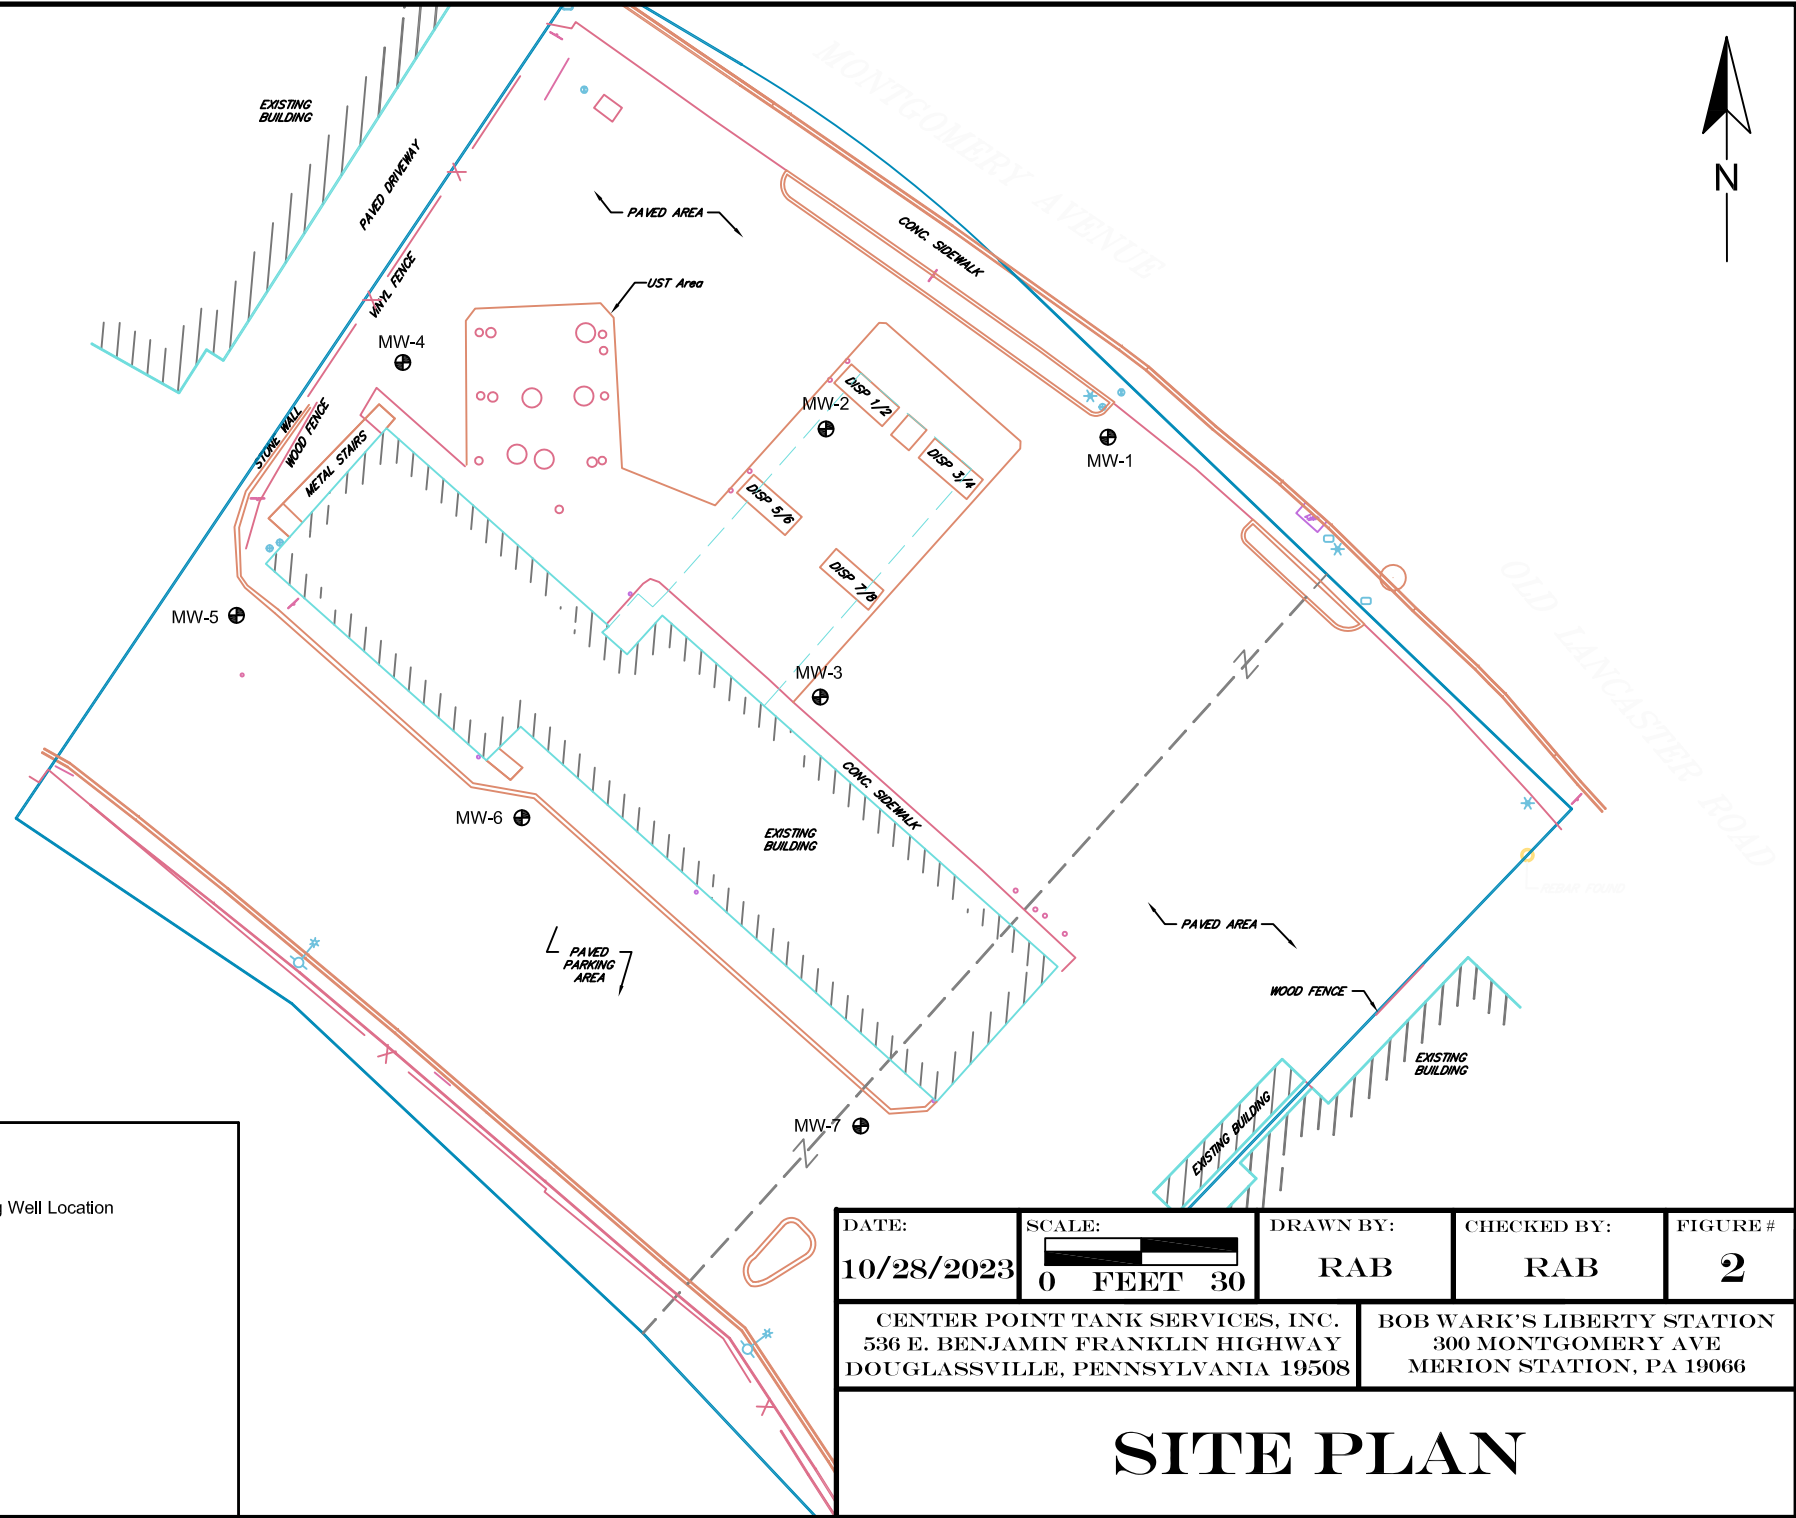 MONTGOMERY AVENUE
EXISTING
BUILDING
PAVED DRIVEWAY
N
PAVED AREA
CONC. SIDEWALK
VINYL FENCE
UST Area
MW-4
DISP 1/2
MW-2
STONE WALL
WOOD FENCE
METAL STAIRS
DISP 3/4
MW-1
DISP 5/6
DISP 7/8
OLD LANCASTER ROAD
MW-5
MW-3
CONC. SIDEWALK
MW-6
EXISTING
BUILDING
PAVED AREA
PAVED
PARKING
AREA
WOOD FENCE
EXISTING
BUILDING
EXISTING BUILDING
MW-7
Well Location
DATE:
10/28/2023
SCALE:
0 FEET 30
DRAWN BY:
RAB
CHECKED BY:
RAB
FIGURE #
2
CENTER POINT TANK SERVICES, INC.
536 E. BENJAMIN FRANKLIN HIGHWAY
DOUGLASSVILLE, PENNSYLVANIA 19508
BOB WARK'S LIBERTY STATION
300 MONTGOMERY AVE
MERION STATION, PA 19066
SITE PLAN